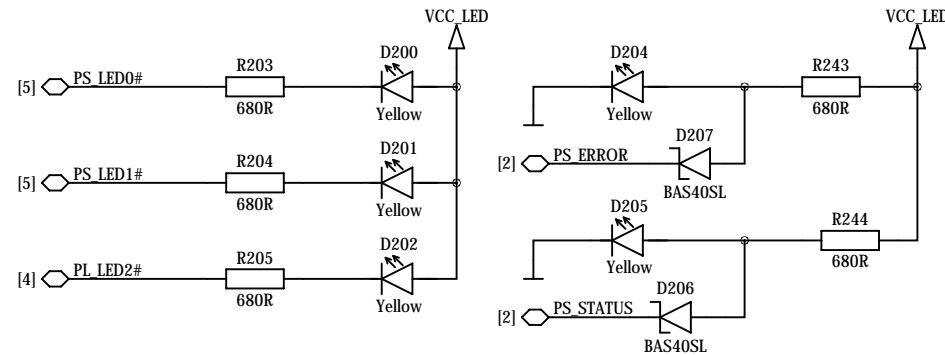 VCC_LED
D200
R203
[5] PS_LED0#
680R
Yellow
D201
R204
[5] PS_LED1#
680R
Yellow
D202
R205
[4] PL_LED2#
680R
Yellow
VCC_LED
D204
R243
680R
Yellow
D207
[2] PS_ERROR
BAS40SL
D205
R244
680R
Yellow
D206
[2] PS_STATUS
BAS40SL